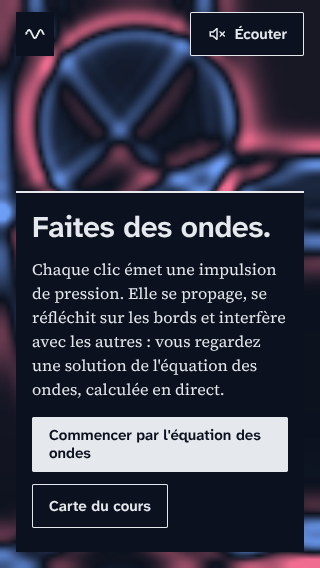 Écouter
Faites des ondes.
Chaque clic émet une impulsion
de pression. Elle se propage, se
réfléchit sur les bords et interfère
avec les autres : vous regardez
une solution de l'équation des
ondes, calculée en direct.
Commencer par l'équation des
ondes
Carte du cours